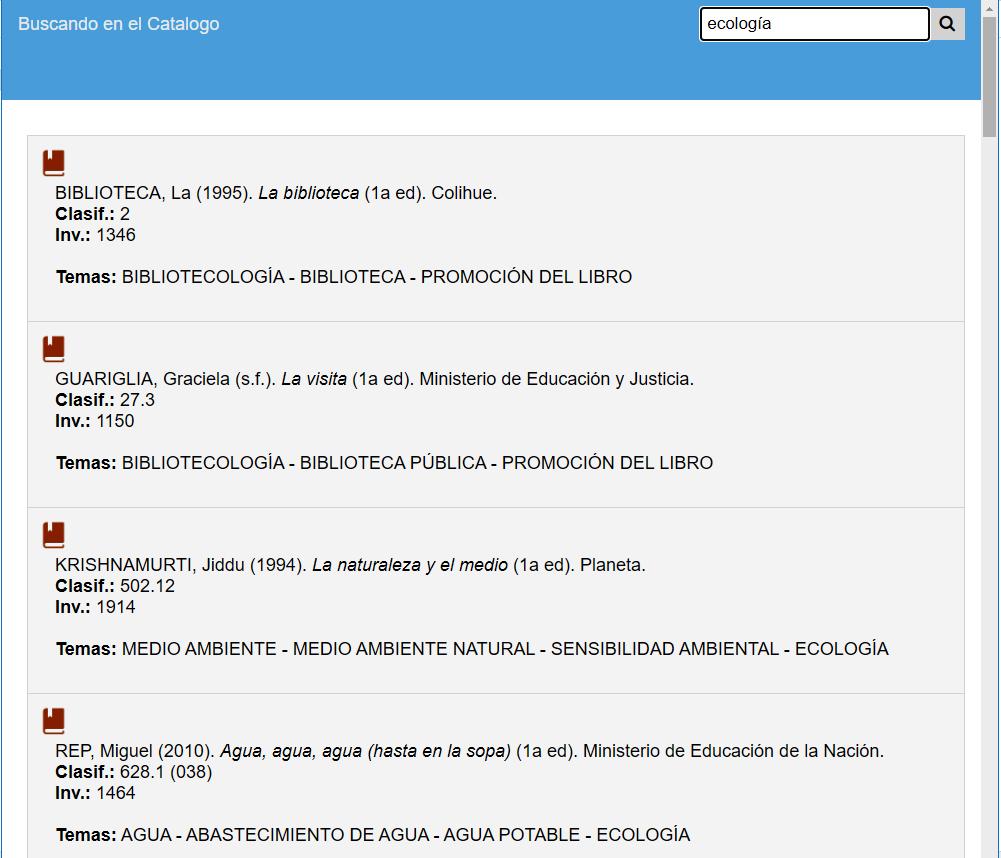 Buscando en el Catalogo
ecología
BIBLIOTECA, La (1995). La biblioteca (1a ed). Colihue.
Clasif.: 2
Inv.: 1346
Temas: BIBLIOTECOLOGÍA - BIBLIOTECA - PROMOCIÓN DEL LIBRO
GUARIGLIA, Graciela (s.f.). La visita (1a ed). Ministerio de Educación y Justicia.
Clasif.: 27.3
Inv.: 1150
Temas: BIBLIOTECOLOGÍA - BIBLIOTECA PÚBLICA - PROMOCIÓN DEL LIBRO
KRISHNAMURTI, Jiddu (1994). La naturaleza y el medio (1a ed). Planeta.
Clasif.: 502.12
Inv.: 1914
Temas: MEDIO AMBIENTE - MEDIO AMBIENTE NATURAL - SENSIBILIDAD AMBIENTAL - ECOLOGÍA
REP, Miguel (2010). Agua, agua, agua (hasta en la sopa) (1a ed). Ministerio de Educación de la Nación.
Clasif.: 628.1 (038)
Inv.: 1464
Temas: AGUA - ABASTECIMIENTO DE AGUA - AGUA POTABLE - ECOLOGÍA